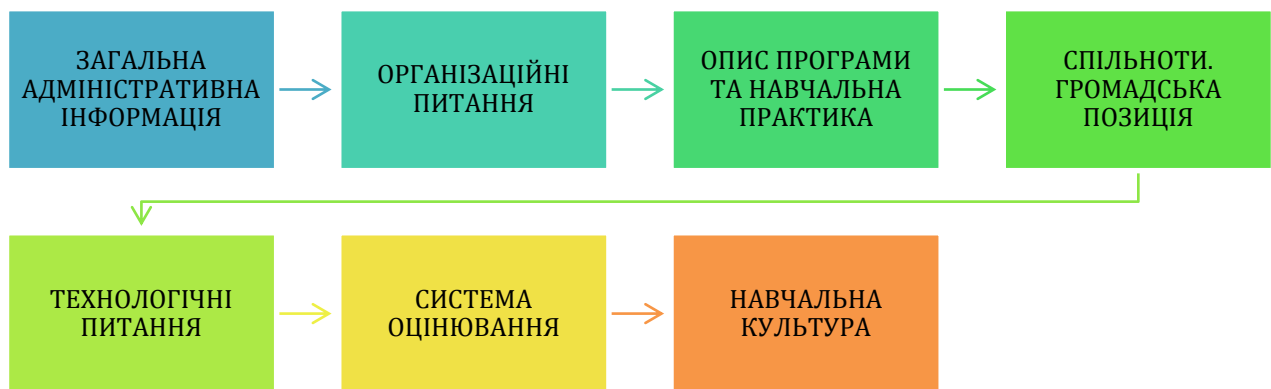 ЗАГАЛЬНА
АДМІНІСТРАТИВНА
ІНФОРМАЦІЯ
ОРГАНІЗАЦІЙНІ
ПИТАННЯ
ОПИС ПРОГРАМИ
ТА НАВЧАЛЬНА
ПРАКТИКА
СПІЛЬНОТИ.
ГРОМАДСЬКА
ПОЗИЦІЯ
ТЕХНОЛОГІЧНІ
ПИТАННЯ
СИСТЕМА
ОЦІНЮВАННЯ
НАВЧАЛЬНА
КУЛЬТУРА